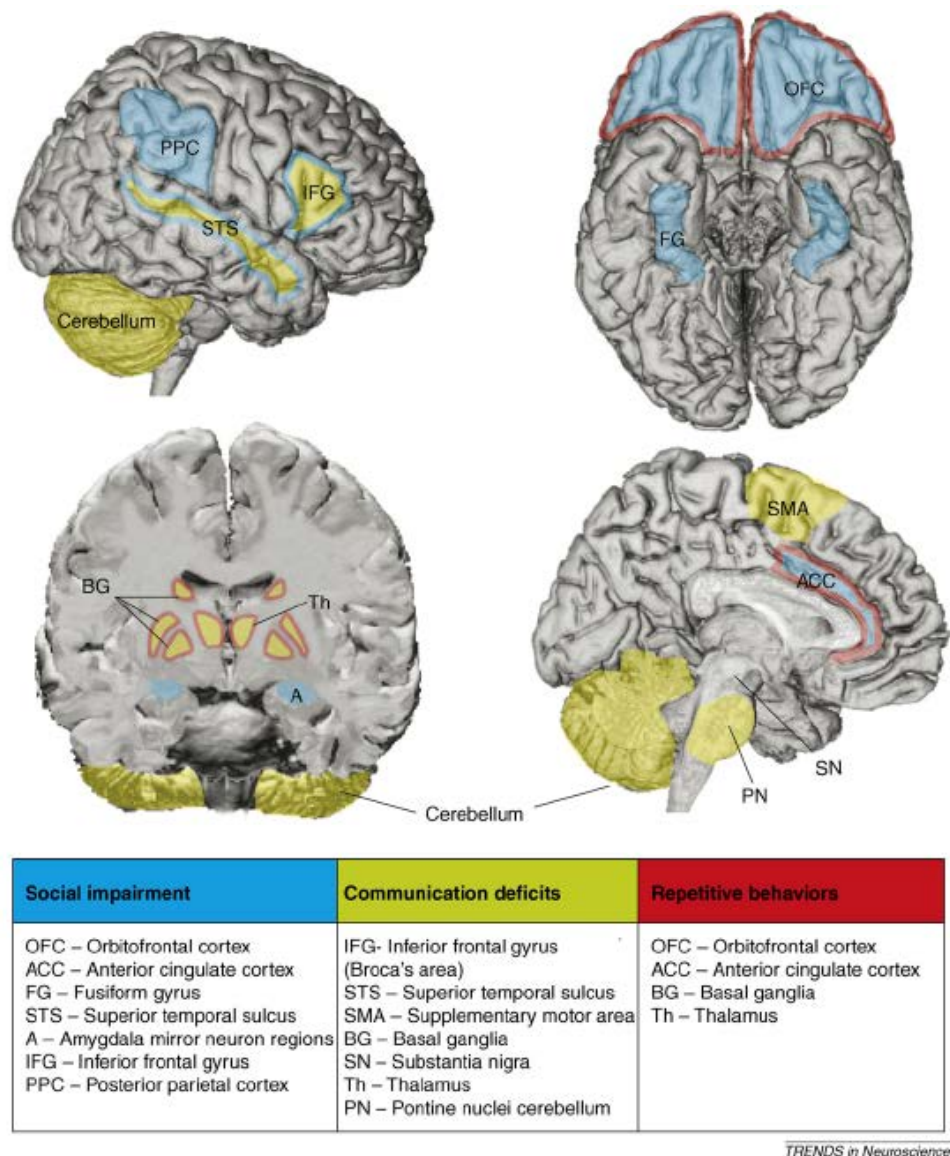 PPC
IFG
STS
Cerebellum
OFC
FG
BG
Th
A
SMA
ACC
SN
PN
Cerebellum
Social impairment
OFC – Orbitofrontal cortex
ACC – Anterior cingulate cortex
FG – Fusiform gyrus
STS – Superior temporal sulcus
A – Amygdala mirror neuron regions
IFG – Inferior frontal gyrus
PPC – Posterior parietal cortex
Communication deficits
IFG- Inferior frontal gyrus
(Broca's area)
STS – Superior temporal sulcus
SMA – Supplementary motor area
BG – Basal ganglia
SN – Substantia nigra
Th – Thalamus
PN – Pontine nuclei cerebellum
Repetitive behaviors
OFC – Orbitofrontal cortex
ACC – Anterior cingulate cortex
BG – Basal ganglia
Th – Thalamus
TRENDS in Neuroscience